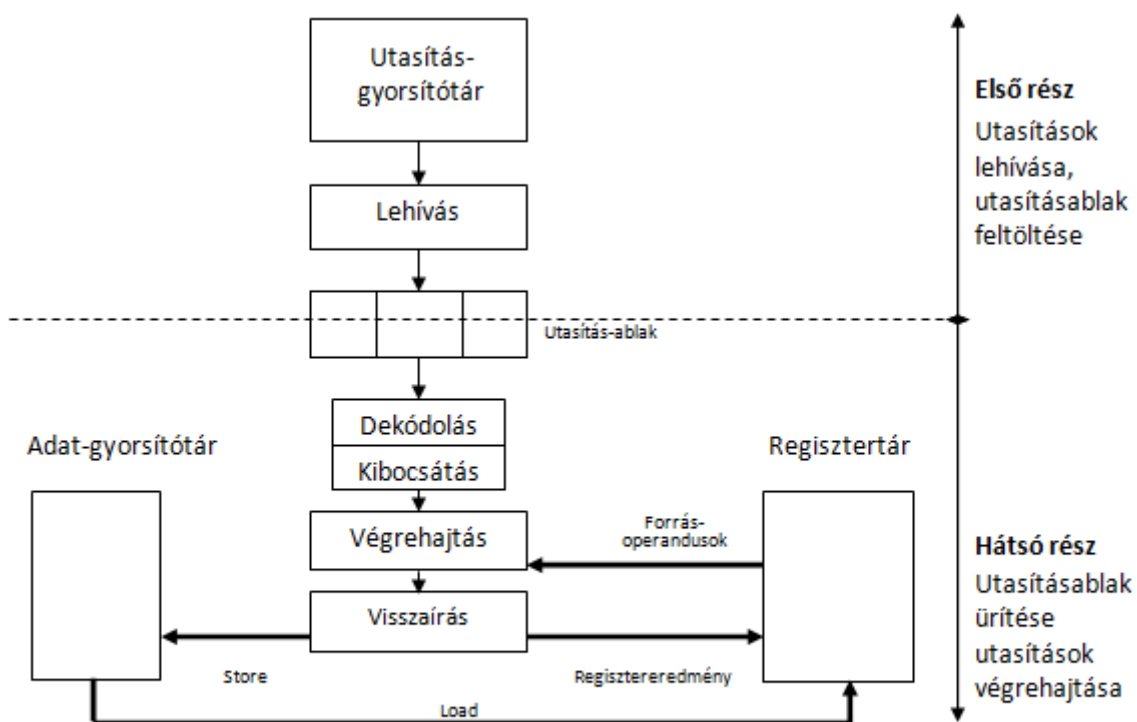 Utasítás-
gyorsítótár
Első rész
Utasítások
lehívása,
utasításablak
feltöltése
Lehívás
Utasítás-ablak
Dekódolás
Kibocsátás
Adat-gyorsítótár
Regisztertár
Végrehajtás
Forrás-
operandusok
Hátsó rész
Utasításablak
ürítése
utasítások
végrehajtása
Visszaírás
Store
Regisztereredmény
Load